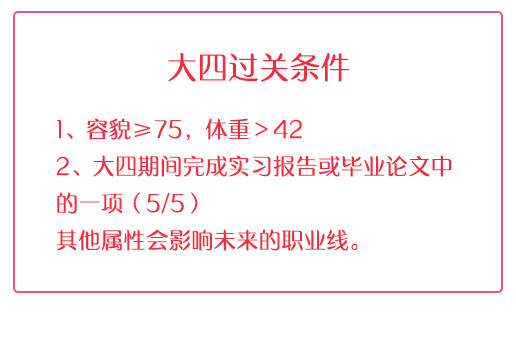 大四过关条件
1、容貌≥75，体重＞42
2、大四期间完成实习报告或毕业论文中
的一项（5/5）
其他属性会影响未来的职业线。